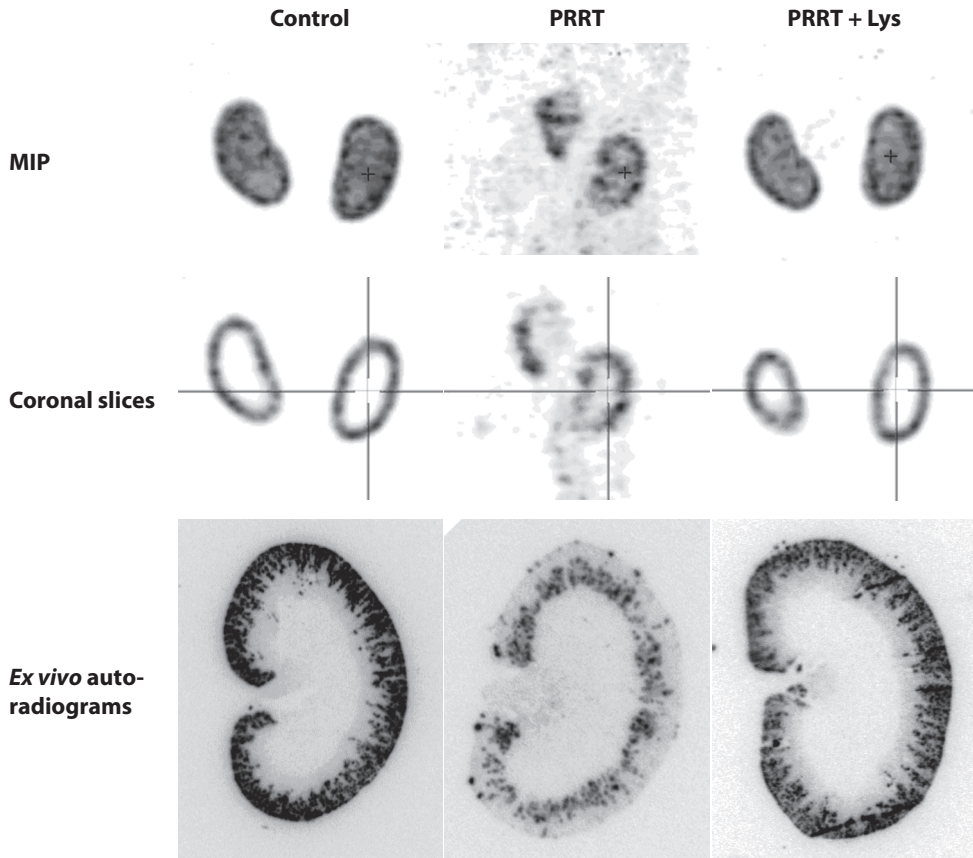 Control PRRT PRRT + Lys
MIP
Coronal slices
Ex vivo auto-
radiograms